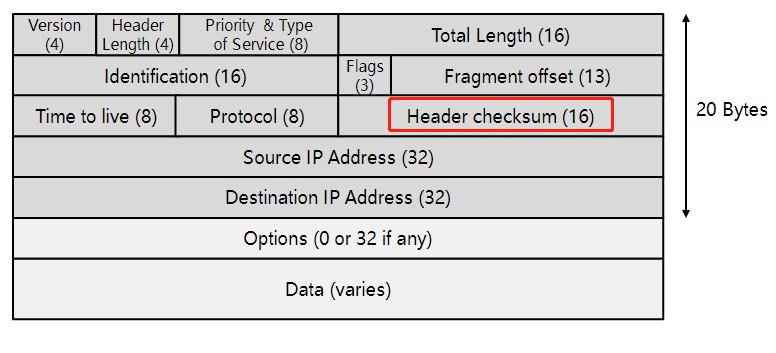 Version
(4)
Header
Length (4)
Priority & Type
of Service (8)
Total Length (16)
Identification (16)
Flags
(3)
Fragment offset (13)
Time to live (8)
Protocol (8)
Header checksum (16)
20 Bytes
Source IP Address (32)
Destination IP Address (32)
Options (0 or 32 if any)
Data (varies)